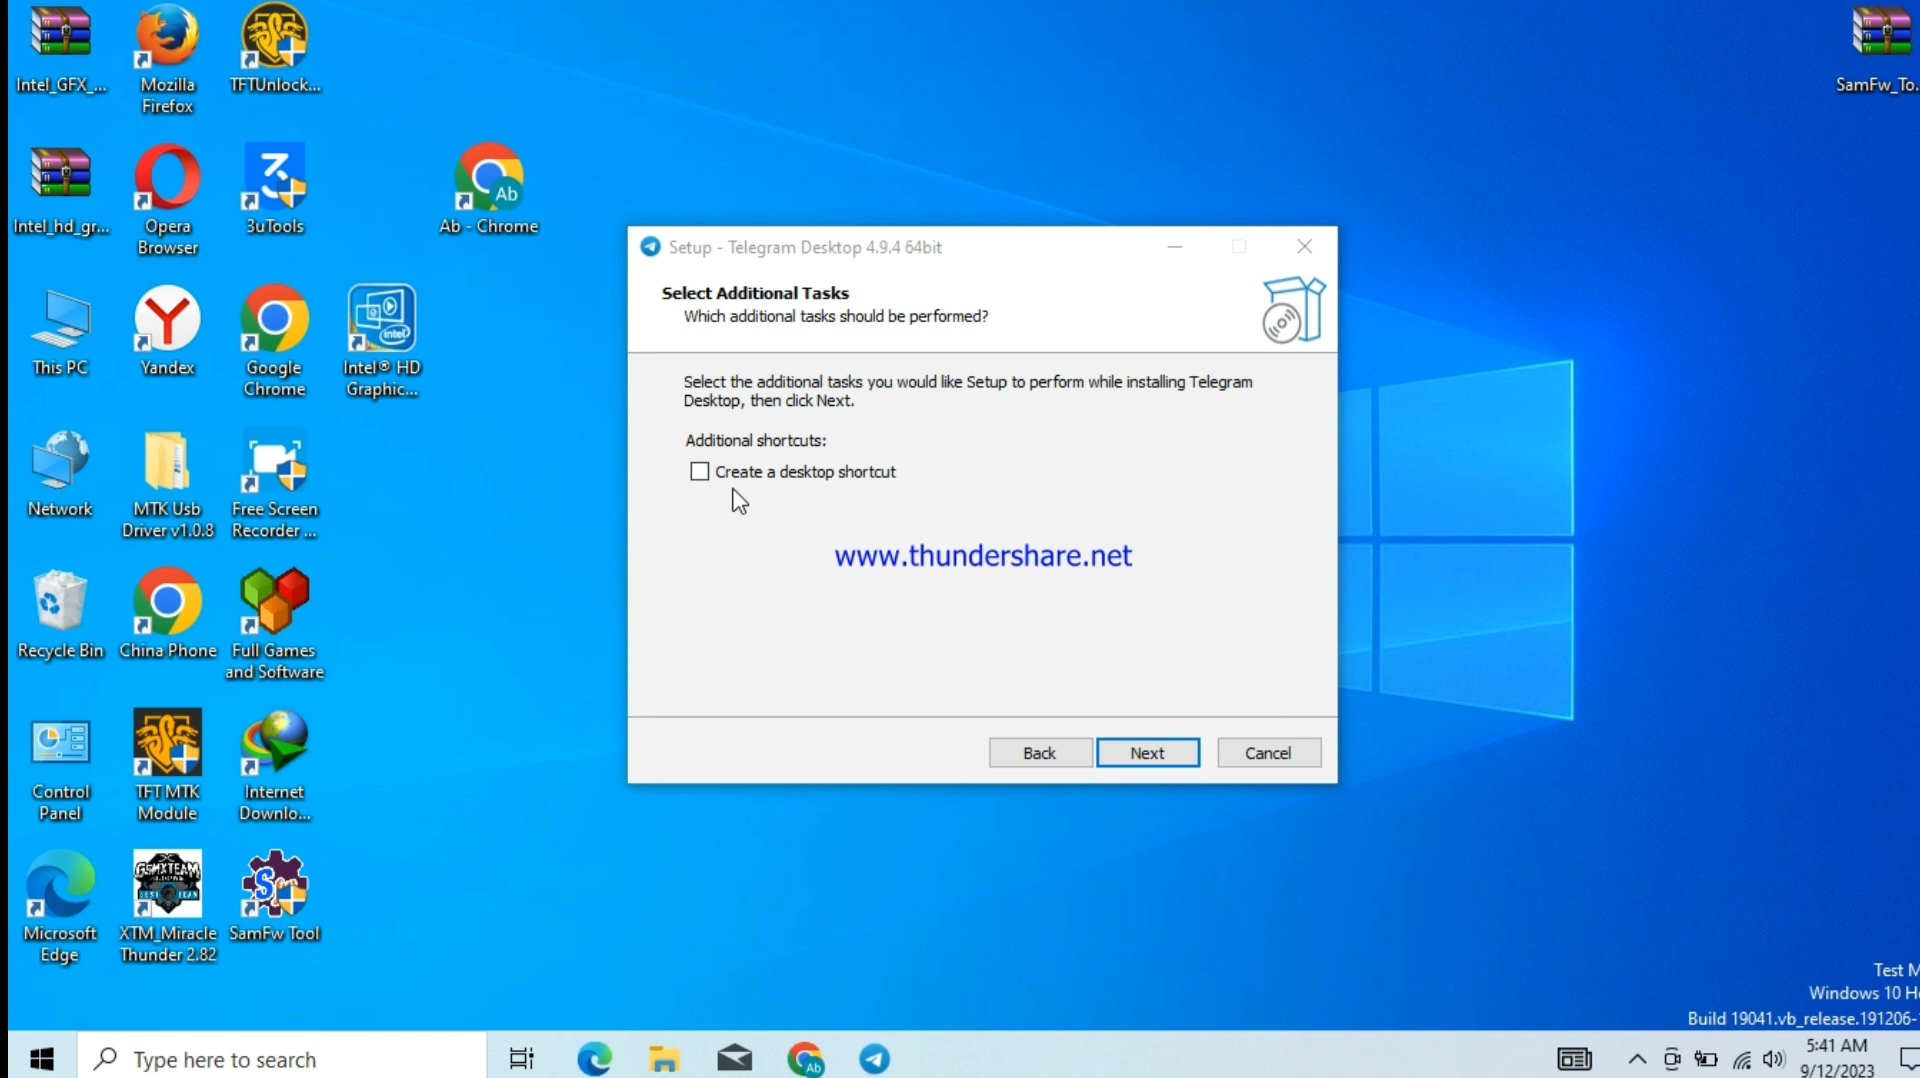 Intel_GFX_...
Mozilla
Firefox
TFTUnlock...
SamFw_To.
Intel_hd_gr...
Opera
Browser
3uTools
Ab - Chrome
Ab
This PC
Yandex
Google
Chrome
Intel® HD
Graphic...
intel
Network
MTK Usb
Driver v1.0.8
Free Screen
Recorder ...
Recycle Bin
China Phone
Full Games
and Software
Control
Panel
TFT MTK
Module
Internet
Downlo...
Microsoft
Edge
GSMXTEAM
XTM_Miracle
Thunder 2.82
SamFw Tool
Setup - Telegram Desktop 4.9.4 64bit
Select Additional Tasks
Which additional tasks should be performed?
Select the additional tasks you would like Setup to perform while installing Telegram
Desktop, then click Next.
Additional shortcuts:
Create a desktop shortcut
www.thundershare.net
Back
Next
Cancel
Test M
Windows 10 H
Build 19041.vb_release.191206-
Type here to search
Ab
5:41 AM
9/12/2023